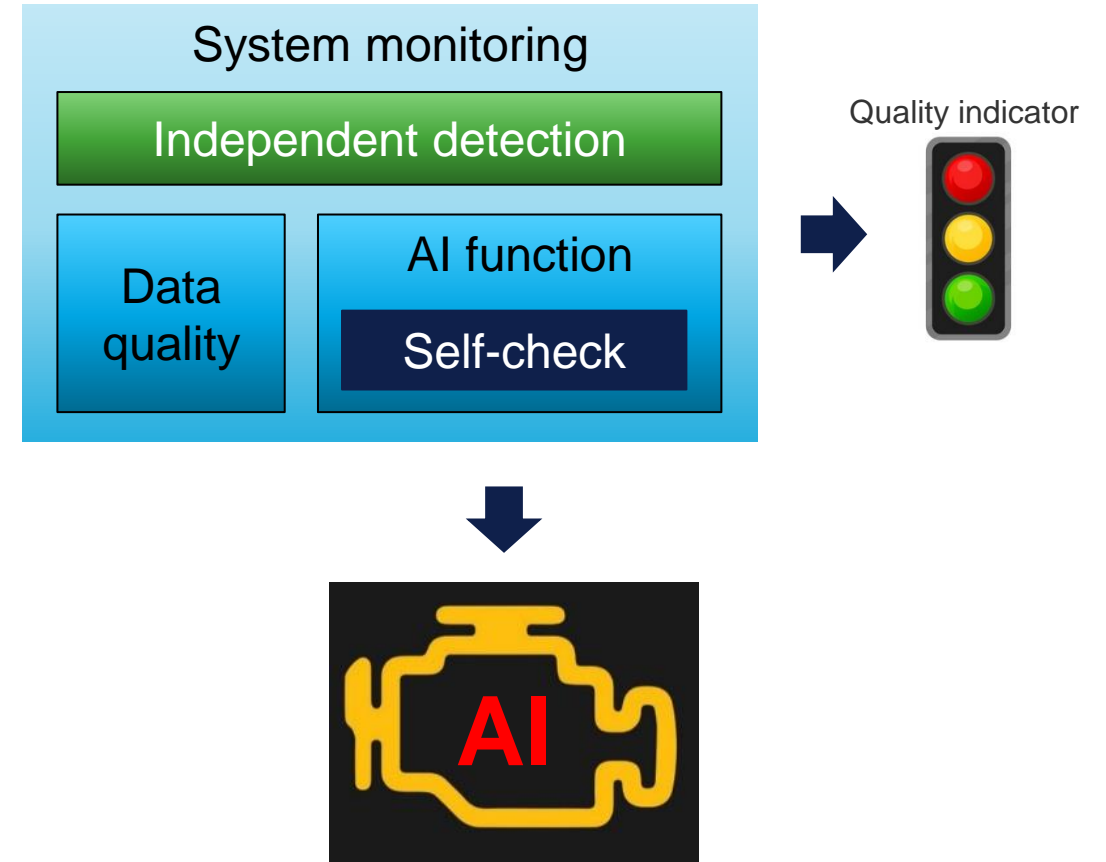 System monitoring
Independent detection
Quality indicator
Data
quality
AI function
Self-check
AI